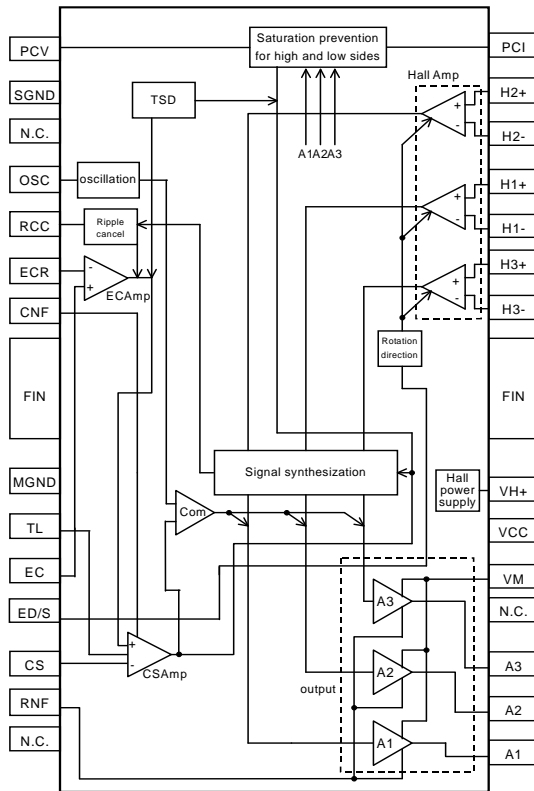 PCV
SGND
N.C.
OSC
RCC
ECR
CNF
FIN
MGND
TL
EC
ED/S
CS
RNF
N.C.
Saturation prevention
for high and low sides
TSD
A1A2A3
Hall Amp
+
-
+
-
+
-
oscillation
Ripple
cancel
-
+
ECAmp
Rotation
direction
Signal synthesization
Hall
power
supply
Com
+
-
CSAmp
output
A3
A2
A1
PCI
H2+
H2-
H1+
H1-
H3+
H3-
FIN
VH+
VCC
VM
N.C.
A3
A2
A1